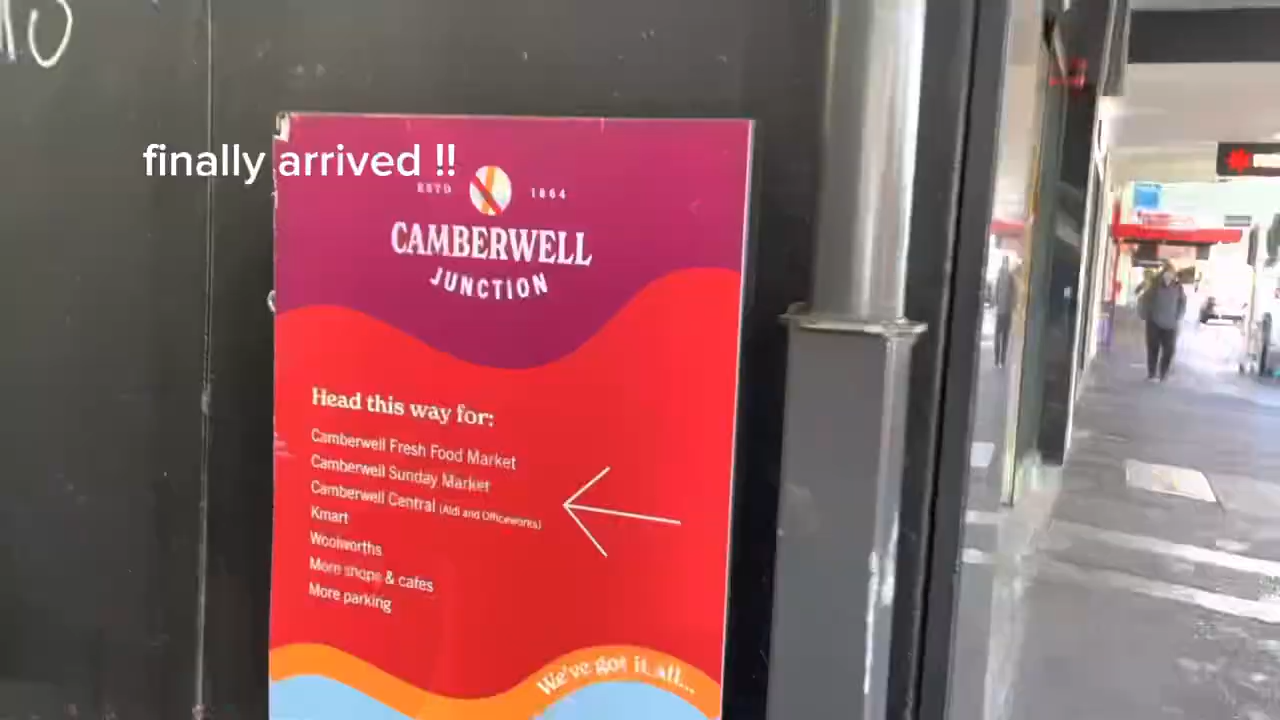 finally arrived !!
ESTD 1864
CAMBERWELL
JUNCTION
Head this way for:
Camberwell Fresh Food Market
Camberwell Sunday Market
Camberwell Central (Aldi and Officeworks)
Kmart
Woolworths
More shops & cafes
More parking
We've got it all...